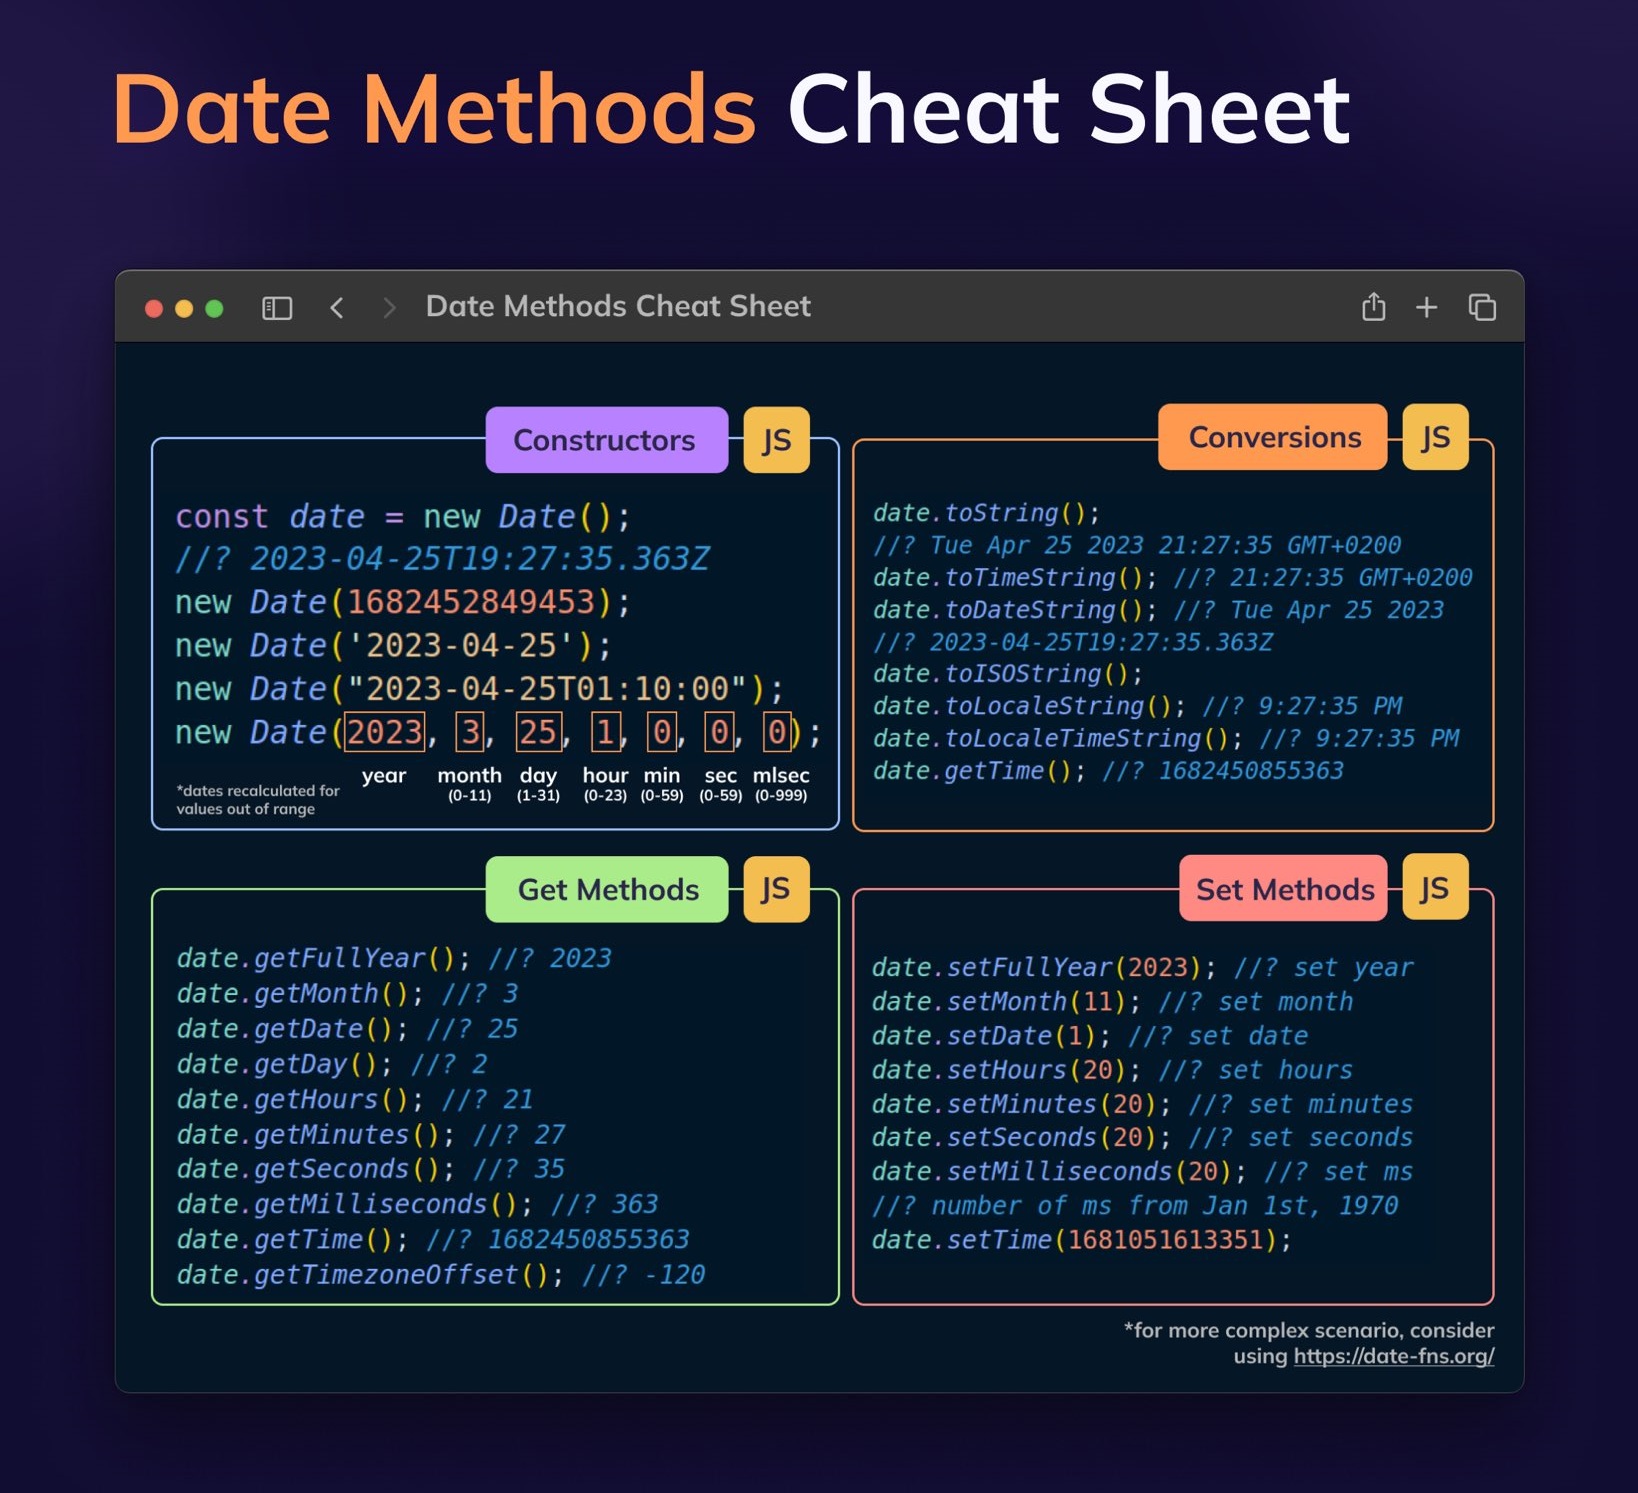 Date Methods Cheat Sheet
Date Methods Cheat Sheet
Constructors JS
const date = new Date();
//? 2023-04-25T19:27:35.363Z
new Date(1682452849453);
new Date('2023-04-25');
new Date("2023-04-25T01:10:00");
new Date(2023, 3, 25, 1, 0, 0, 0);
year month day hour min sec mlsec
(0-11) (1-31) (0-23) (0-59) (0-59) (0-999)
*dates recalculated for
values out of range
Conversions JS
date.toString();
//? Tue Apr 25 2023 21:27:35 GMT+0200
date.toTimeString(); //? 21:27:35 GMT+0200
date.toDateString(); //? Tue Apr 25 2023
//? 2023-04-25T19:27:35.363Z
date.toISOString();
date.toLocaleString(); //? 9:27:35 PM
date.toLocaleTimeString(); //? 9:27:35 PM
date.getTime(); //? 1682450855363
Get Methods JS
date.getFullYear(); //? 2023
date.getMonth(); //? 3
date.getDate(); //? 25
date.getDay(); //? 2
date.getHours(); //? 21
date.getMinutes(); //? 27
date.getSeconds(); //? 35
date.getMilliseconds(); //? 363
date.getTime(); //? 1682450855363
date.getTimezoneOffset(); //? -120
Set Methods JS
date.setFullYear(2023); //? set year
date.setMonth(11); //? set month
date.setDate(1); //? set date
date.setHours(20); //? set hours
date.setMinutes(20); //? set minutes
date.setSeconds(20); //? set seconds
date.setMilliseconds(20); //? set ms
//? number of ms from Jan 1st, 1970
date.setTime(1681051613351);
*for more complex scenario, consider
using https://date-fns.org/